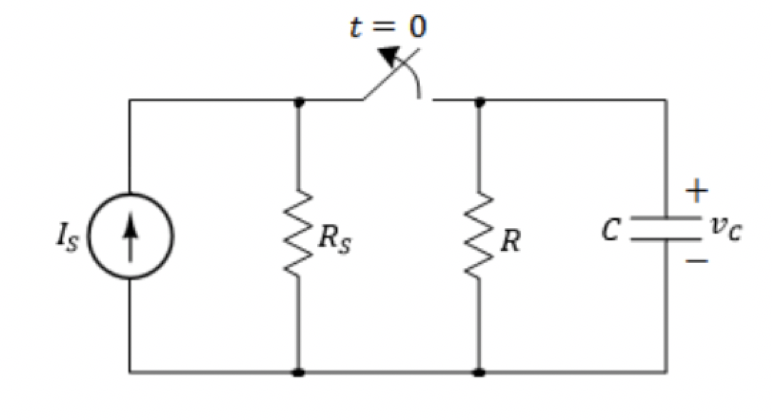 t = 0
+
I_S
R_S
R
C
v_C
−